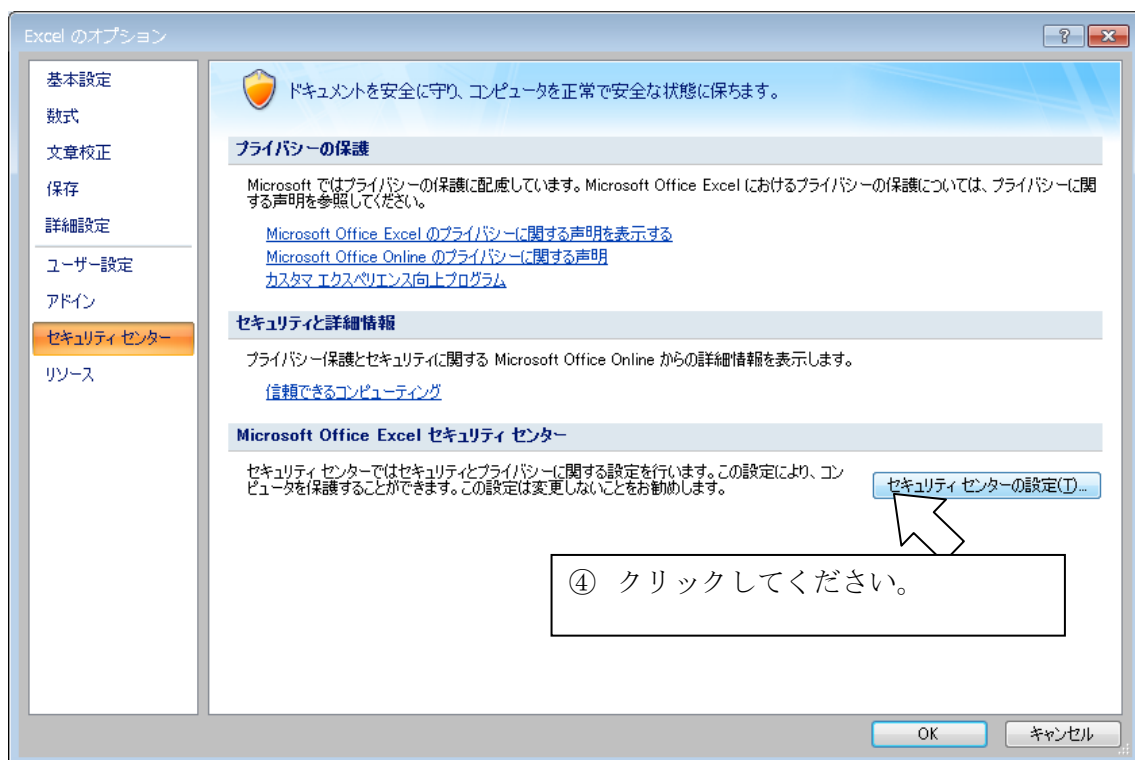 Excel のオプション
基本設定
数式
文章校正
保存
詳細設定
ユーザー設定
アドイン
セキュリティ センター
リソース
ドキュメントを安全に守り、コンピュータを正常で安全な状態に保ちます。
プライバシーの保護
Microsoft ではプライバシーの保護に配慮しています。Microsoft Office Excel におけるプライバシーの保護については、プライバシーに関
する声明を参照してください。
Microsoft Office Excel のプライバシーに関する声明を表示する
Microsoft Office Online のプライバシーに関する声明
カスタマ エクスペリエンス向上プログラム
セキュリティと詳細情報
プライバシー保護とセキュリティに関する Microsoft Office Online からの詳細情報を表示します。
信頼できるコンピューティング
Microsoft Office Excel セキュリティ センター
セキュリティ センターではセキュリティとプライバシーに関する設定を行います。この設定により、コン
ピュータを保護することができます。この設定は変更しないことをお勧めします。
セキュリティ センターの設定(T)...
④ クリックしてください。
OK
キャンセル